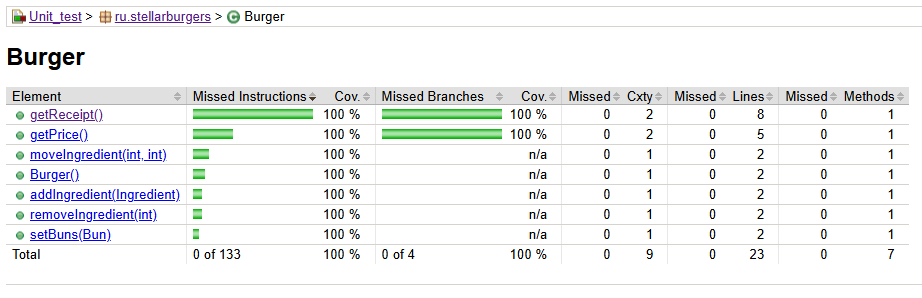 Unit_test > ru.stellarburgers > Burger
Burger
Element Missed Instructions Cov. Missed Branches Cov. Missed Cxty Missed Lines Missed Methods
getReceipt() 100 % 100 % 0 2 0 8 0 1
getPrice() 100 % 100 % 0 2 0 5 0 1
moveIngredient(int, int) 100 % n/a 0 1 0 2 0 1
Burger() 100 % n/a 0 1 0 2 0 1
addIngredient(Ingredient) 100 % n/a 0 1 0 2 0 1
removeIngredient(int) 100 % n/a 0 1 0 2 0 1
setBuns(Bun) 100 % n/a 0 1 0 2 0 1
Total 0 of 133 100 % 0 of 4 100 % 0 9 0 23 0 7